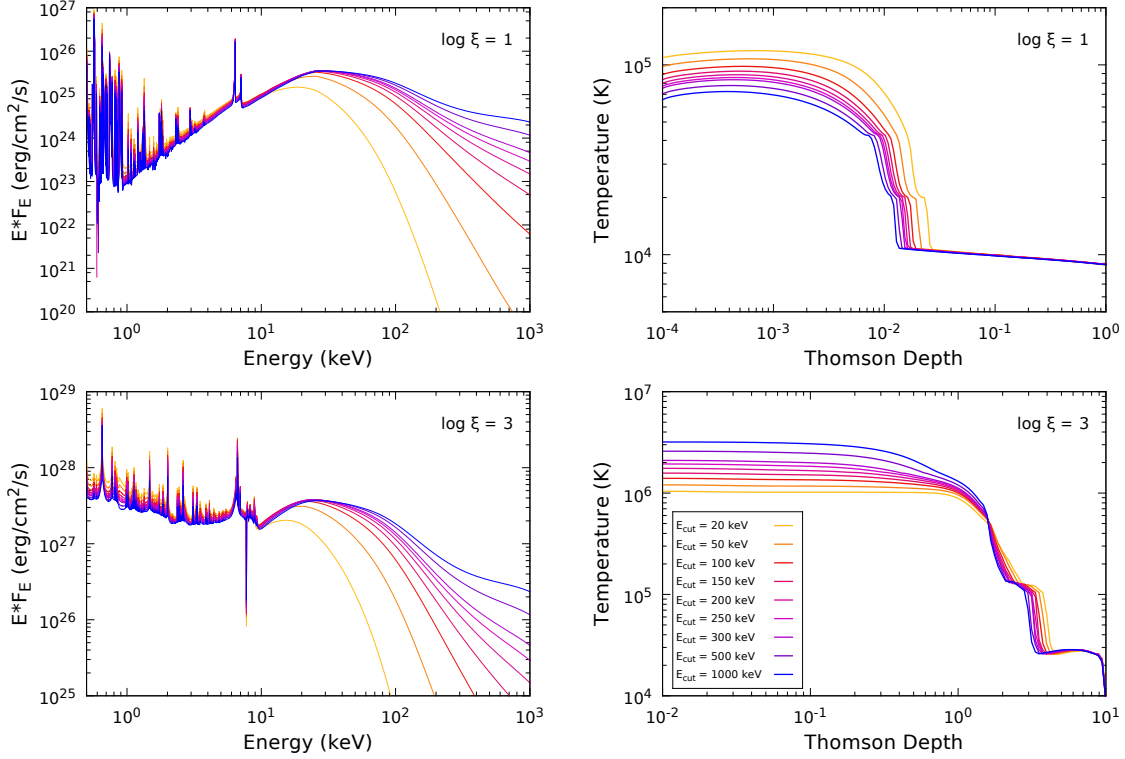 10^27
10^26
10^25
10^24
10^23
10^22
10^21
10^20
E*F_E (erg/cm^2/s)
log ξ = 1
10^0
10^1
10^2
10^3
Energy (keV)
10^5
10^4
Temperature (K)
log ξ = 1
10^-4
10^-3
10^-2
10^-1
10^0
Thomson Depth
10^29
10^28
10^27
10^26
10^25
E*F_E (erg/cm^2/s)
log ξ = 3
10^0
10^1
10^2
10^3
Energy (keV)
10^7
10^6
10^5
10^4
Temperature (K)
log ξ = 3
E_cut = 20 keV
E_cut = 50 keV
E_cut = 100 keV
E_cut = 150 keV
E_cut = 200 keV
E_cut = 250 keV
E_cut = 300 keV
E_cut = 500 keV
E_cut = 1000 keV
10^-2
10^-1
10^0
10^1
Thomson Depth